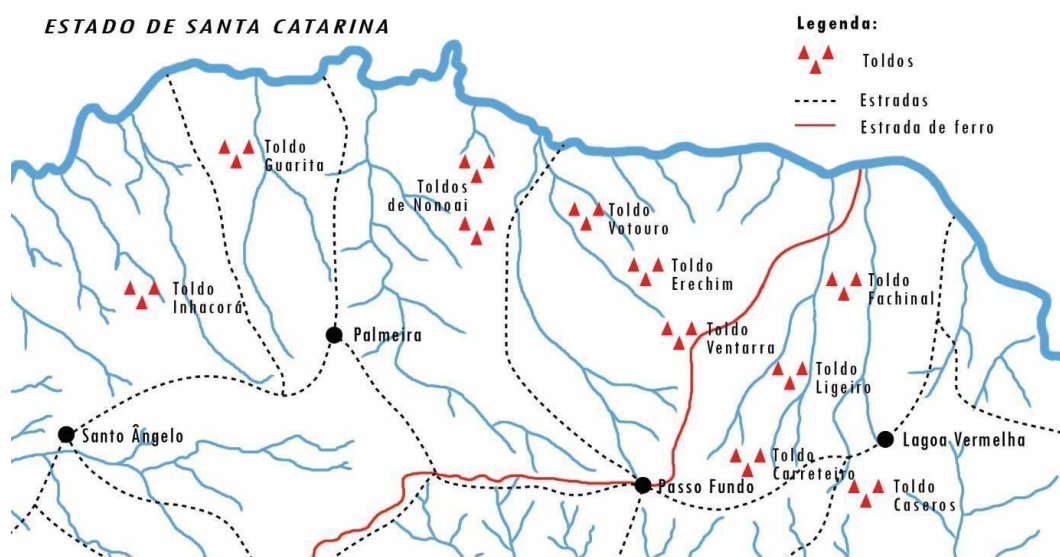 ESTADO DE SANTA CATARINA
Legenda:
Toldos
Estradas
Estrada de ferro
Toldo
Guarita
Toldos
de Nonoai
Toldo
Votouro
Toldo
Inhacorá
Toldo
Erechim
Toldo
Fachinal
Palmeira
Toldo
Ventarra
Toldo
Ligeiro
Santo Ângelo
Lagoa Vermelha
Toldo
Carreteiro
Passo Fundo
Toldo
Caseros